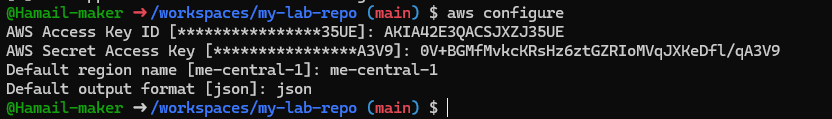 @Hamail-maker ➜ /workspaces/my-lab-repo (main) $ aws configure
AWS Access Key ID [****************35UE]: AKIA42E3QACSJXZJ35UE
AWS Secret Access Key [****************A3V9]: 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
Default region name [me-central-1]: me-central-1
Default output format [json]: json
@Hamail-maker ➜ /workspaces/my-lab-repo (main) $